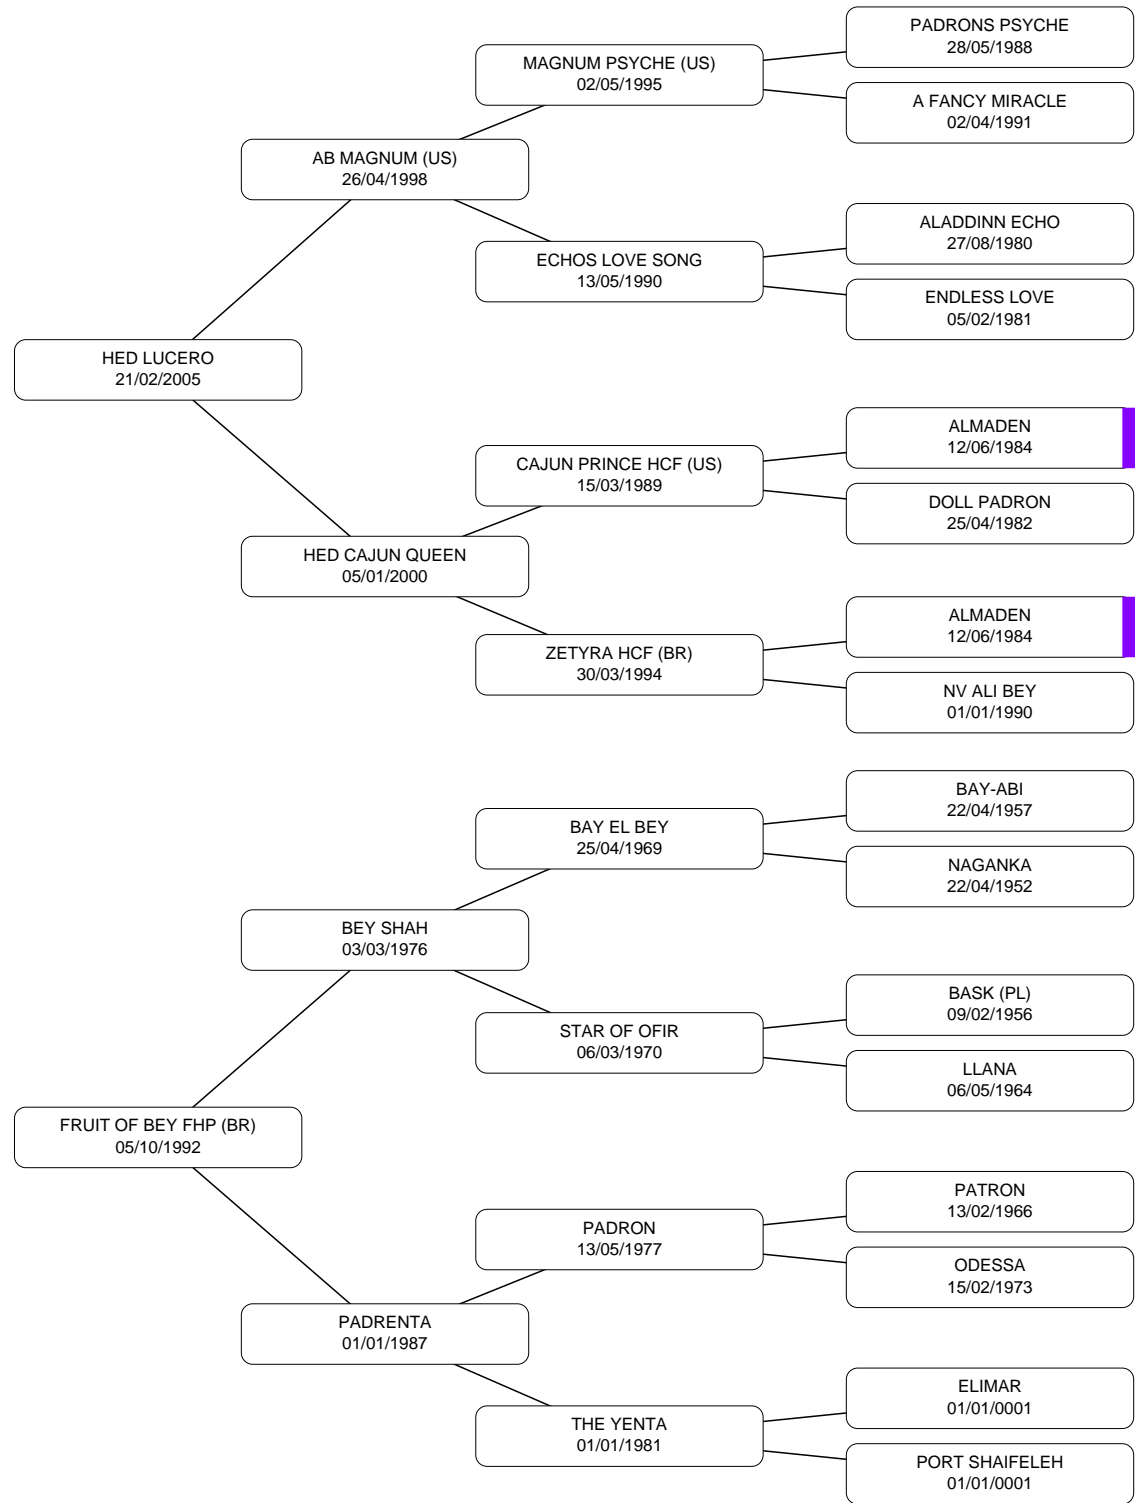 PADRONS PSYCHE
28/05/1988
MAGNUM PSYCHE (US)
02/05/1995
A FANCY MIRACLE
02/04/1991
AB MAGNUM (US)
26/04/1998
ALADDINN ECHO
27/08/1980
ECHOS LOVE SONG
13/05/1990
ENDLESS LOVE
05/02/1981
HED LUCERO
21/02/2005
ALMADEN
12/06/1984
CAJUN PRINCE HCF (US)
15/03/1989
DOLL PADRON
25/04/1982
HED CAJUN QUEEN
05/01/2000
ALMADEN
12/06/1984
ZETYRA HCF (BR)
30/03/1994
NV ALI BEY
01/01/1990
BAY-ABI
22/04/1957
BAY EL BEY
25/04/1969
NAGANKA
22/04/1952
BEY SHAH
03/03/1976
BASK (PL)
09/02/1956
STAR OF OFIR
06/03/1970
LLANA
06/05/1964
FRUIT OF BEY FHP (BR)
05/10/1992
PATRON
13/02/1966
PADRON
13/05/1977
ODESSA
15/02/1973
PADRENTA
01/01/1987
ELIMAR
01/01/0001
THE YENTA
01/01/1981
PORT SHAIFELEH
01/01/0001